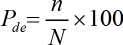 P_de = n/N × 100